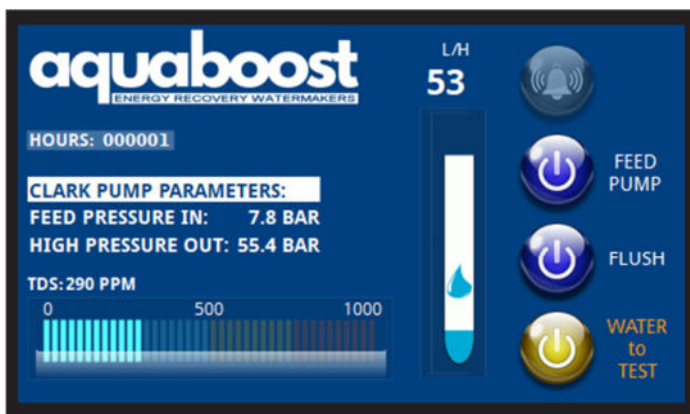 aquaboost
ENERGY RECOVERY WATERMAKERS
HOURS: 000001
CLARK PUMP PARAMETERS:
FEED PRESSURE IN: 7.8 BAR
HIGH PRESSURE OUT: 55.4 BAR
TDS:290 PPM
0 500 1000
L/H
53
FEED
PUMP
FLUSH
WATER
to
TEST